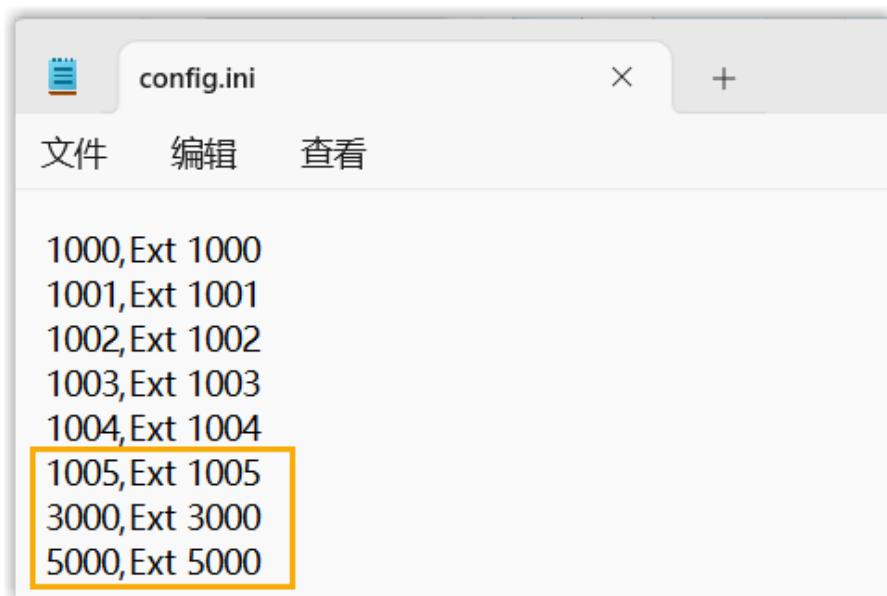 config.ini
文件 编辑 查看
1000,Ext 1000
1001,Ext 1001
1002,Ext 1002
1003,Ext 1003
1004,Ext 1004
1005,Ext 1005
3000,Ext 3000
5000,Ext 5000